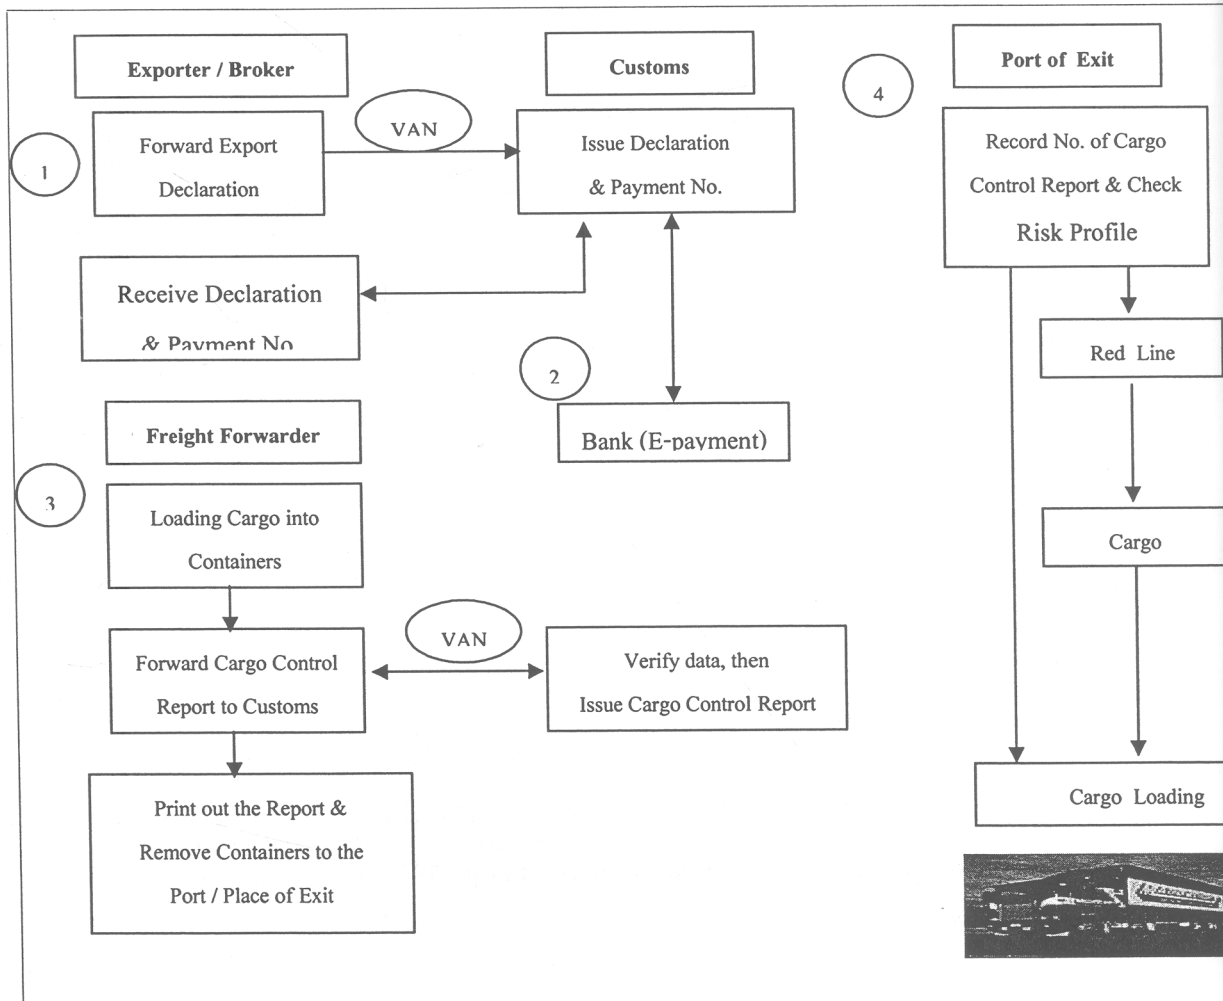 Exporter / Broker
Customs
Port of Exit
1
Forward Export
Declaration
VAN
Issue Declaration
& Payment No.
4
Record No. of Cargo
Control Report & Check
Risk Profile
Receive Declaration
& Payment No
2
Bank (E-payment)
Red Line
Cargo
Cargo Loading
Freight Forwarder
3
Loading Cargo into
Containers
Forward Cargo Control
Report to Customs
VAN
Verify data, then
Issue Cargo Control Report
Print out the Report &
Remove Containers to the
Port / Place of Exit